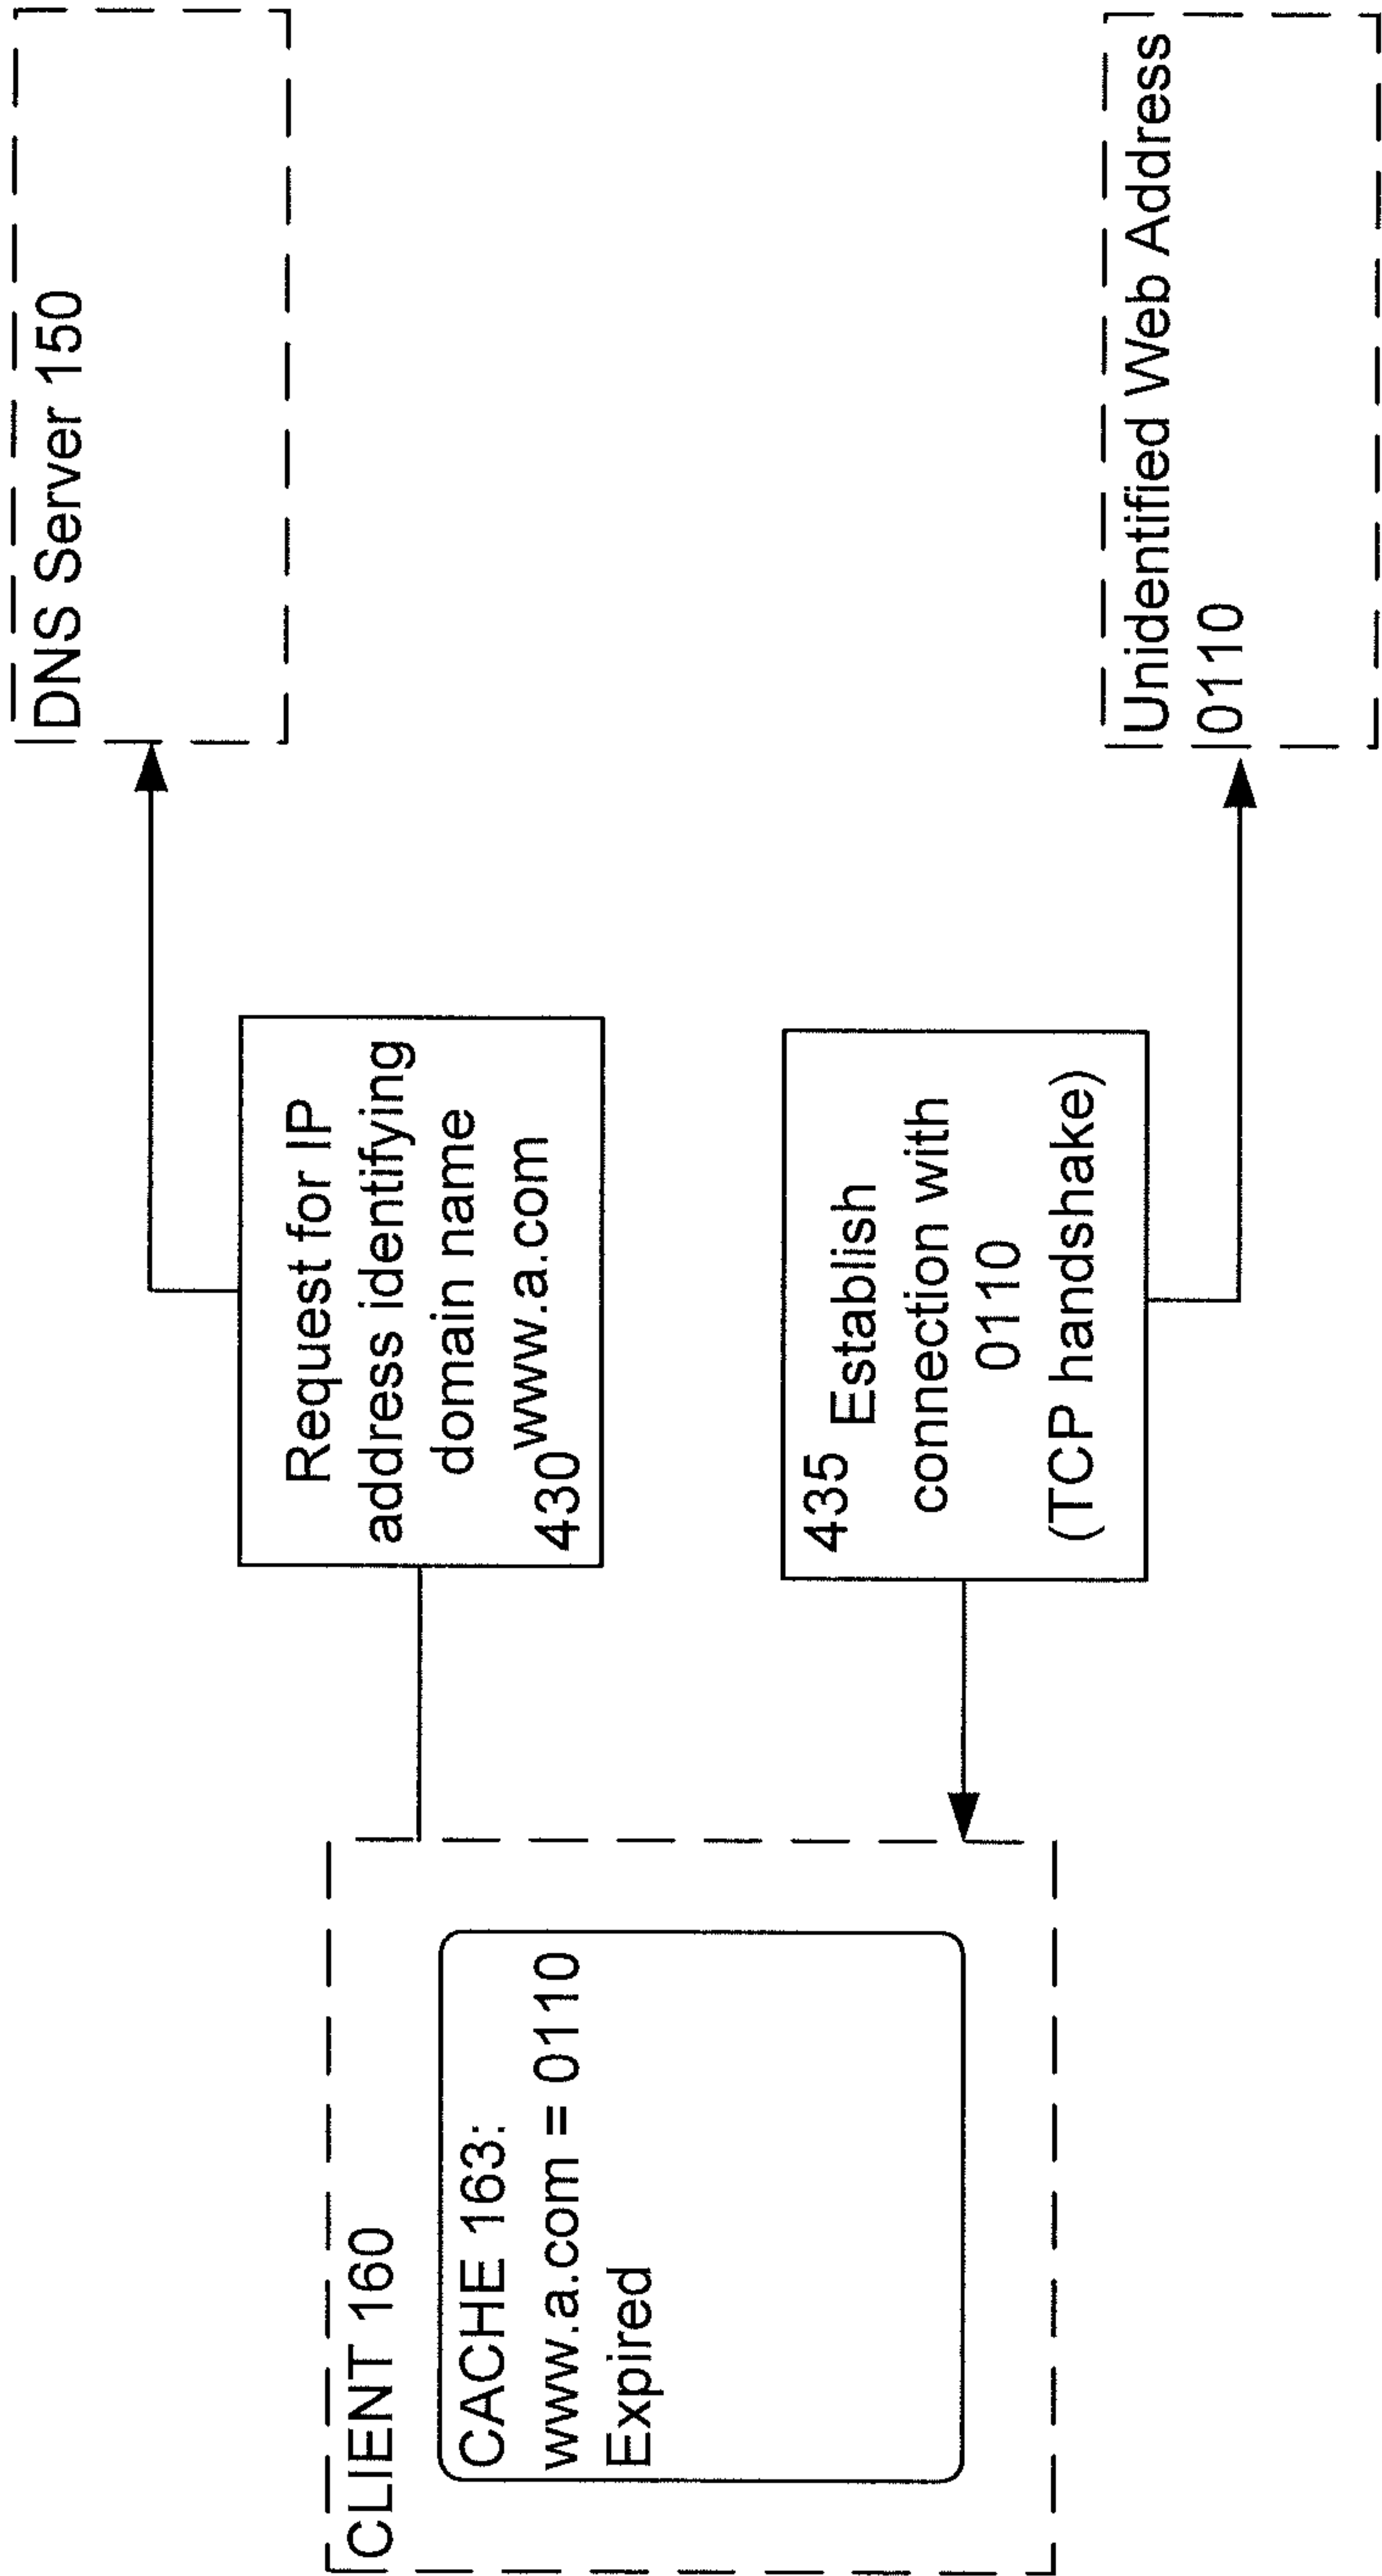 CLIENT 160
CACHE 163:
www.a.com = 0110
Expired
Request for IP
address identifying
domain name
www.a.com
430
435
Establish
connection with
0110
(TCP handshake)
DNS Server 150
Unidentified Web Address
0110